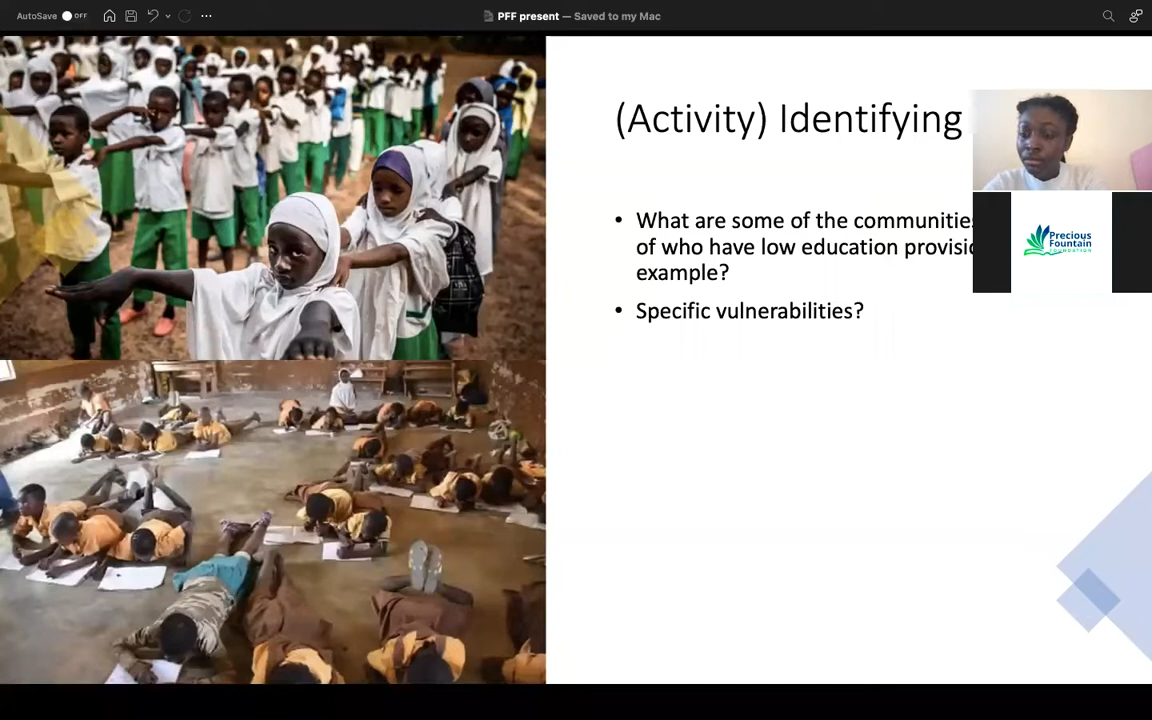 AutoSave OFF
PFF present — Saved to my Mac
(Activity) Identifying
• What are some of the communities
of who have low education
example?
• Specific vulnerabilities?
Precious
Fountain
FOUNDATION